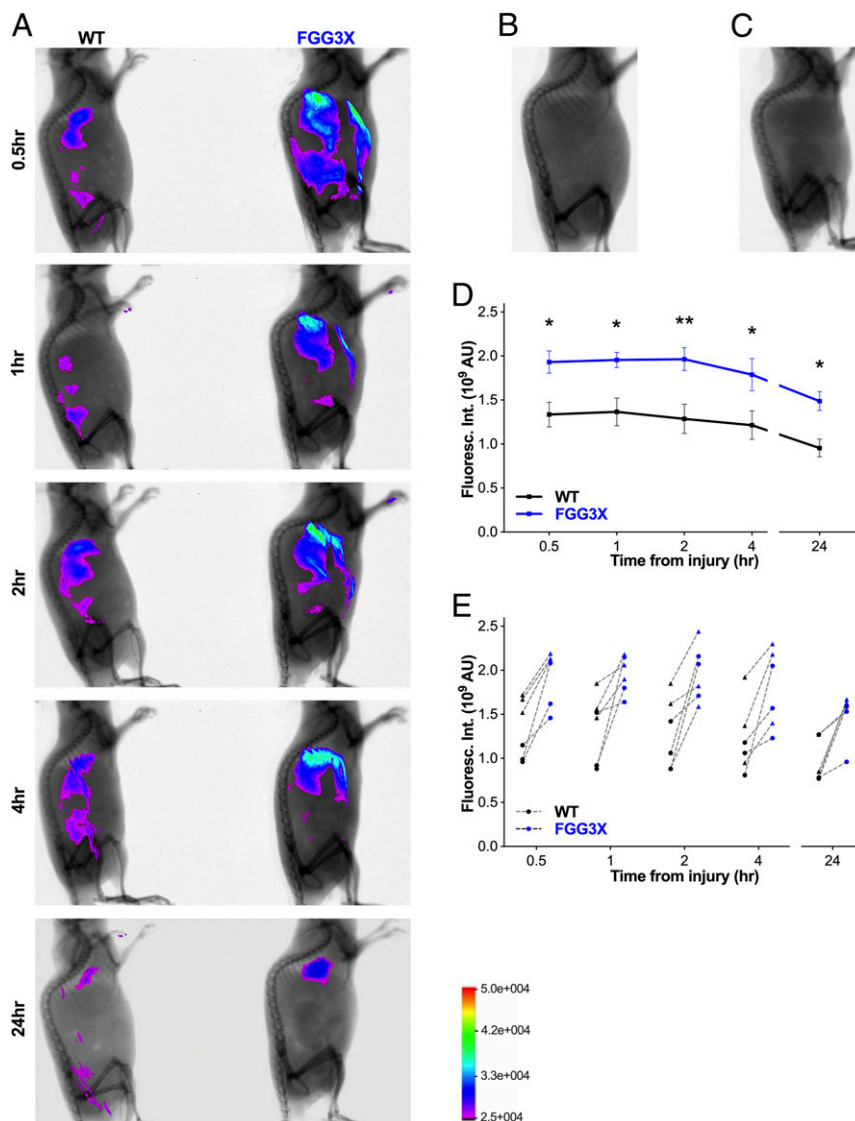 A
WT
FGG3X
0.5hr
1hr
2hr
4hr
24hr
B
C
D
*
*
**
*
*
Fluoresc. Int. (10⁹ AU)
2.5
2.0
1.5
1.0
0.5
0.0
WT
FGG3X
0.5
1
2
4
24
Time from injury (hr)
E
Fluoresc. Int. (10⁹ AU)
2.5
2.0
1.5
1.0
0.5
0.0
WT
FGG3X
0.5
1
2
4
24
Time from injury (hr)
5.0e+004
4.2e+004
3.3e+004
2.5+004